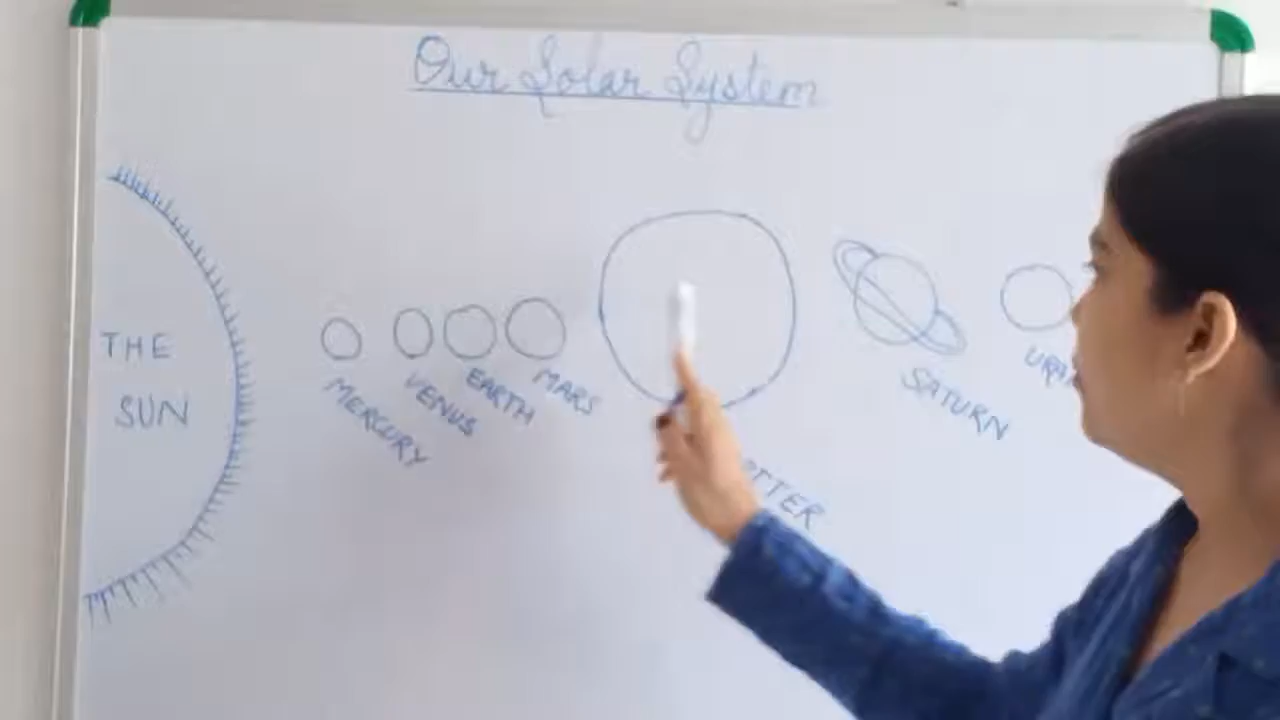 Our Solar System
THE
SUN
MERCURY
VENUS
EARTH
MARS
SATURN